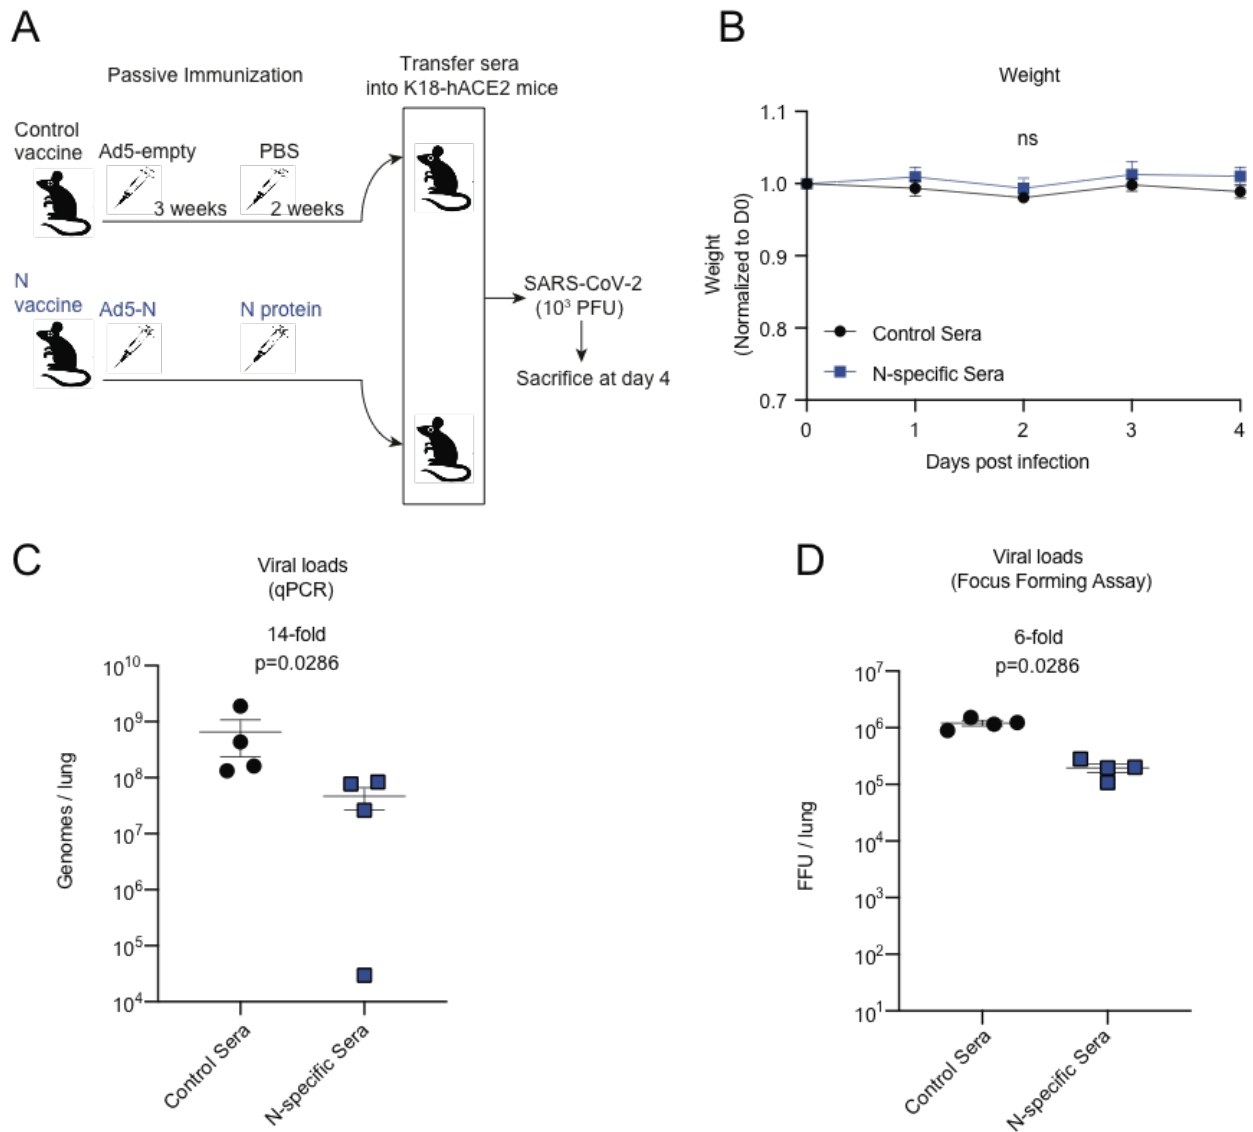 A
Passive Immunization
Transfer sera
into K18-hACE2 mice
Control
vaccine
Ad5-empty
PBS
3 weeks
2 weeks
N
vaccine
Ad5-N
N protein
SARS-CoV-2
(10³ PFU)
Sacrifice at day 4
B
Weight
ns
Weight
(Normalized to D0)
1.1
1.0
0.9
0.8
0.7
Control Sera
N-specific Sera
0 1 2 3 4
Days post infection
C
Viral loads
(qPCR)
14-fold
p=0.0286
Genomes / lung
10¹⁰
10⁹
10⁸
10⁷
10⁶
10⁵
10⁴
Control Sera
N-specific Sera
D
Viral loads
(Focus Forming Assay)
6-fold
p=0.0286
FFU / lung
10⁷
10⁶
10⁵
10⁴
10³
10²
10¹
Control Sera
N-specific Sera